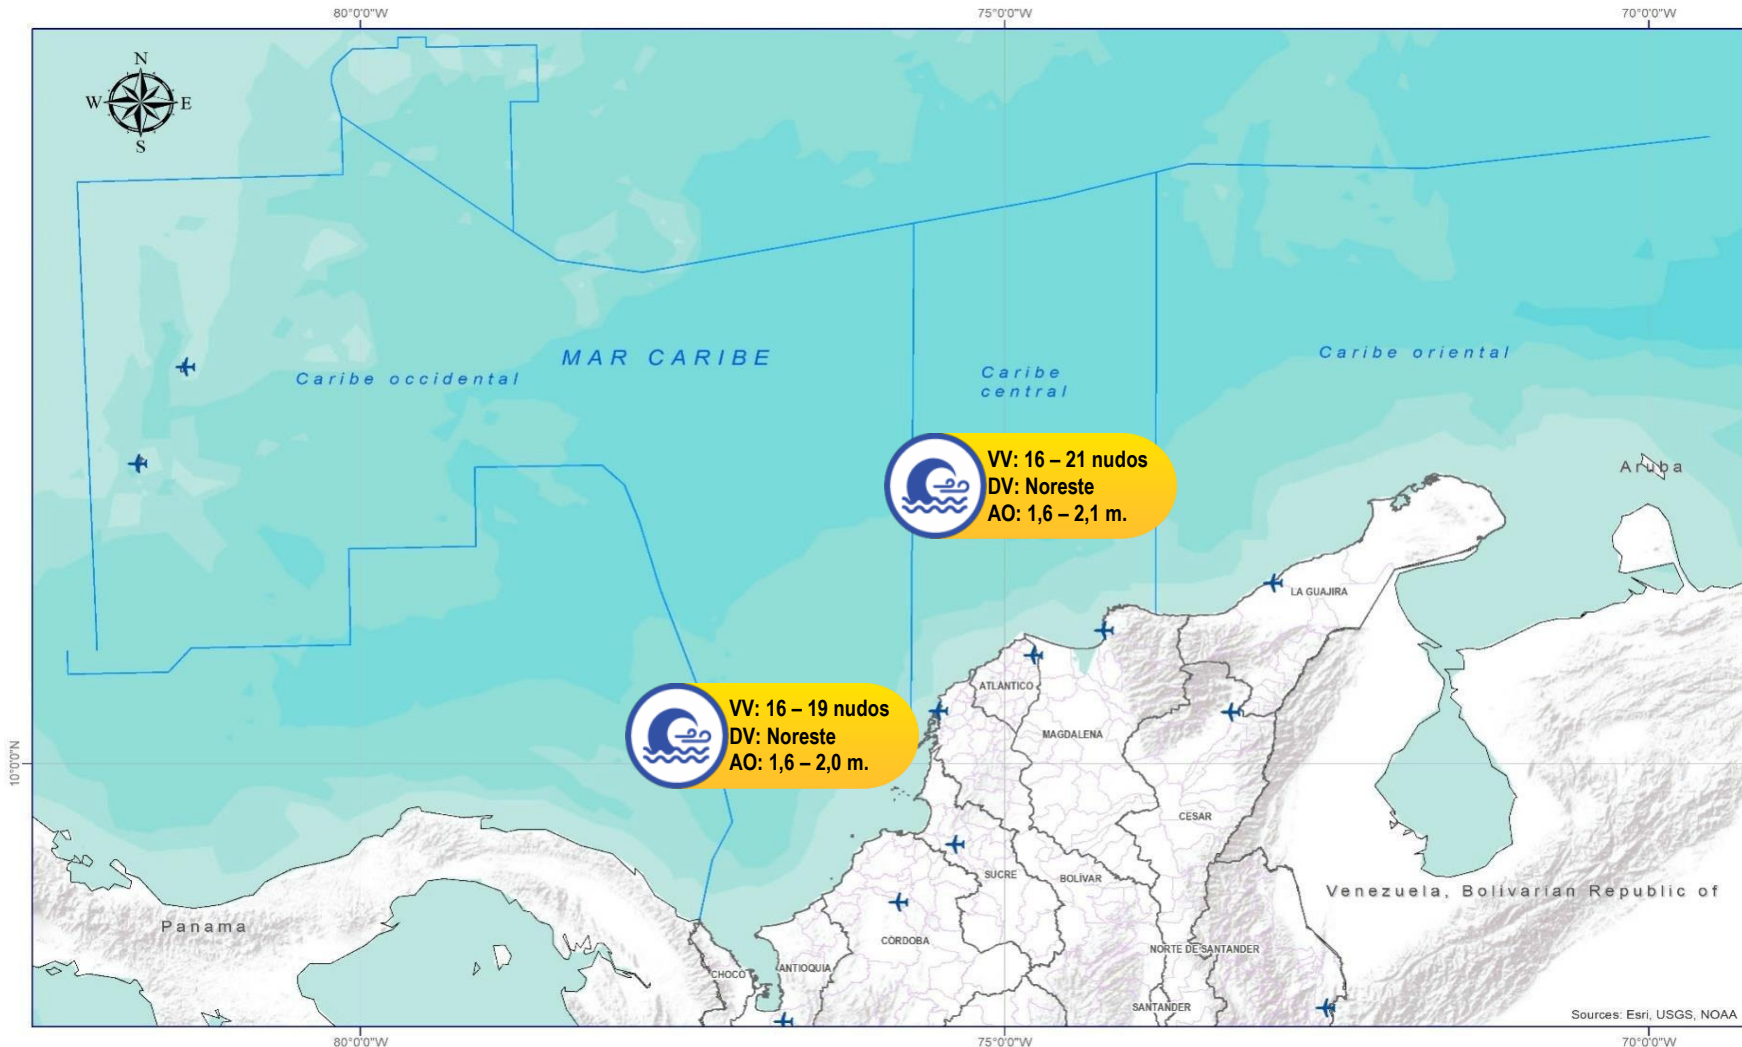 80°0'0"W
75°0'0"W
70°0'0"W
N
W
E
S
MAR CARIBE
Caribe occidental
Caribe
central
Caribe oriental
VV: 16 – 21 nudos
DV: Noreste
AO: 1,6 – 2,1 m.
Aruba
LA GUAJIRA
ATLÁNTICO
VV: 16 – 19 nudos
DV: Noreste
AO: 1,6 – 2,0 m.
MAGDALENA
10°0'0"N
CESAR
SUCRE
BOLÍVAR
Venezuela, Bolivarian Republic of
Panama
CÓRDOBA
NORTE DE SANTANDER
CHOCO
ANTIOQUIA
SANTANDER
Sources: Esri, USGS, NOAA
80°0'0"W
75°0'0"W
70°0'0"W